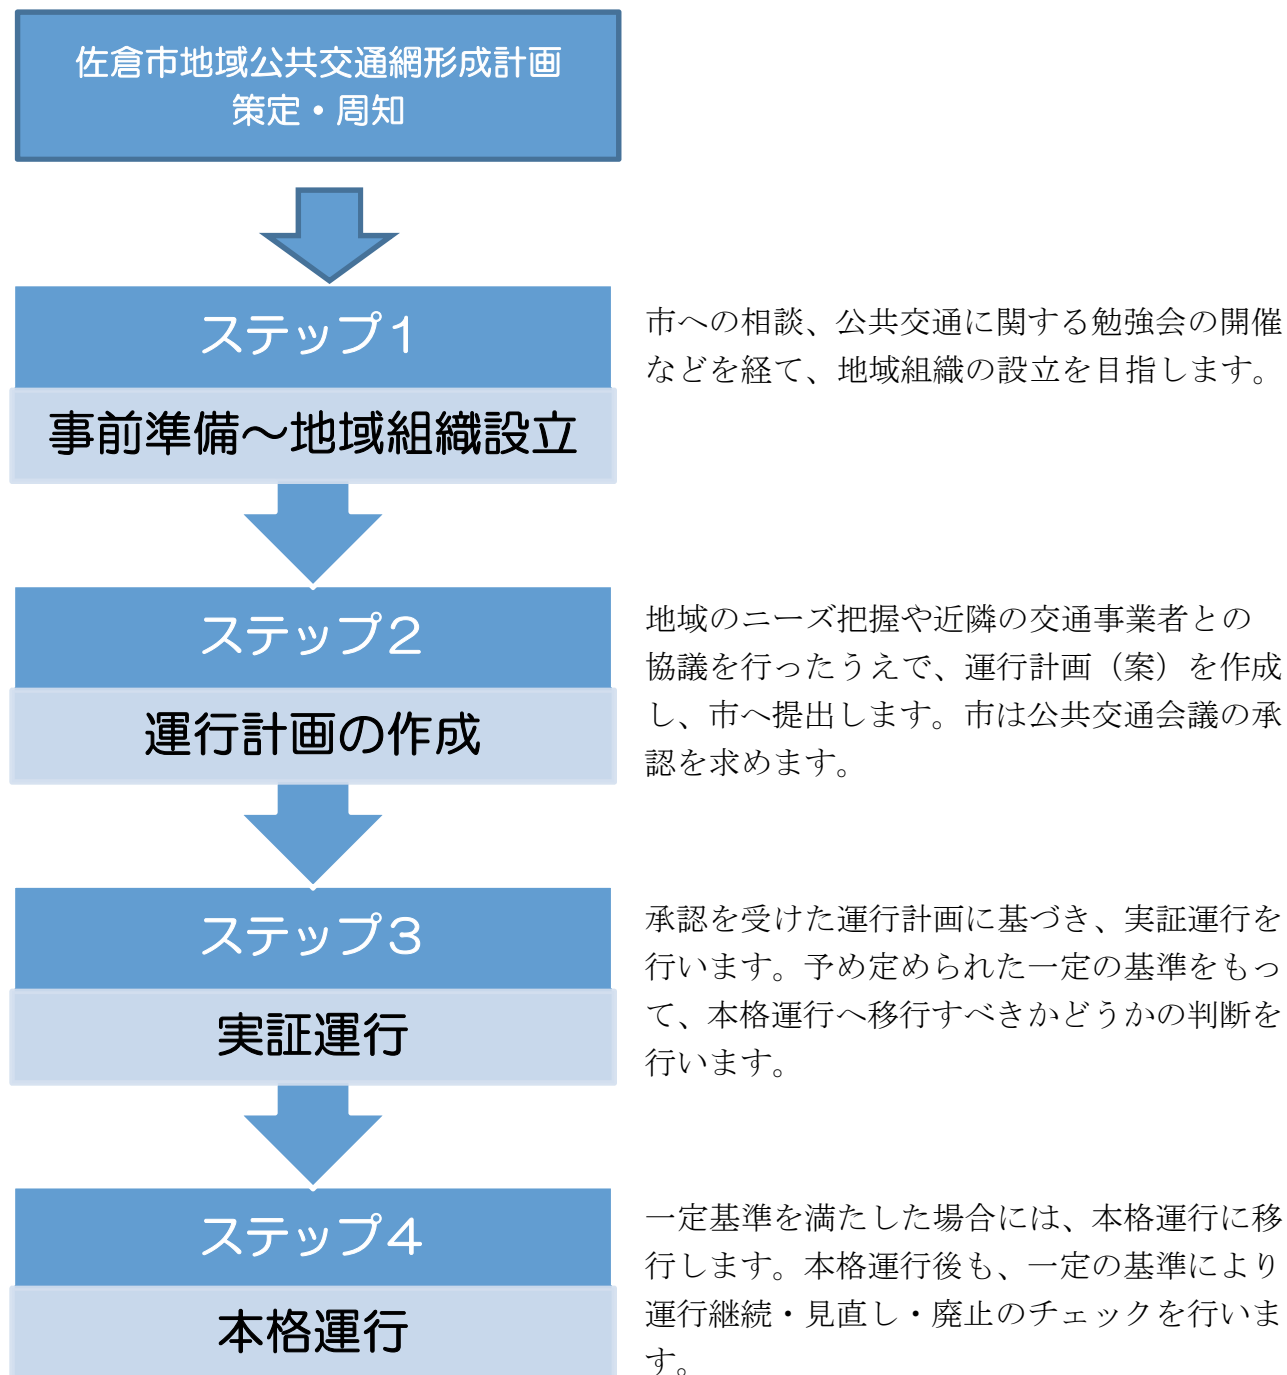 佐倉市地域公共交通網形成計画
策定・周知
ステップ１
事前準備～地域組織設立
市への相談、公共交通に関する勉強会の開催
などを経て、地域組織の設立を目指します。
ステップ２
運行計画の作成
地域のニーズ把握や近隣の交通事業者との
協議を行ったうえで、運行計画（案）を作成
し、市へ提出します。市は公共交通会議の承
認を求めます。
ステップ３
実証運行
承認を受けた運行計画に基づき、実証運行を
行います。予め定められた一定の基準をもっ
て、本格運行へ移行すべきかどうかの判断を
行います。
ステップ４
本格運行
一定基準を満たした場合には、本格運行に移
行します。本格運行後も、一定の基準により
運行継続・見直し・廃止のチェックを行いま
す。